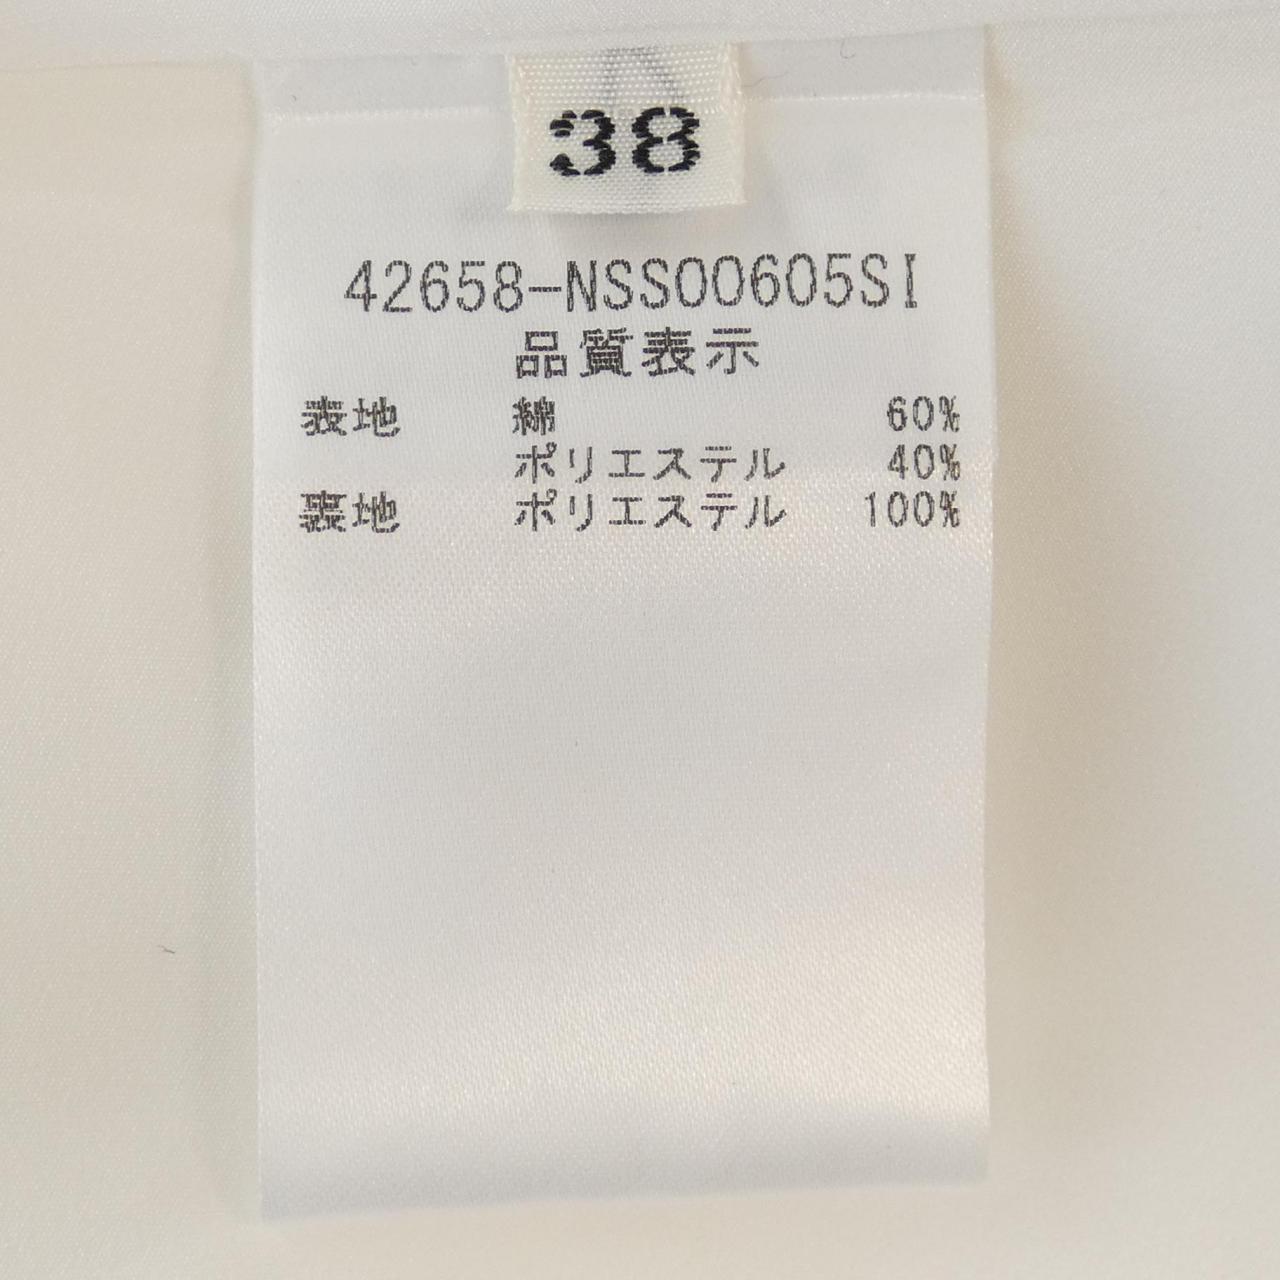 38
42658-NSS00605SI
品質表示
表地 綿 60%
ポリエステル 40%
裏地 ポリエステル 100%